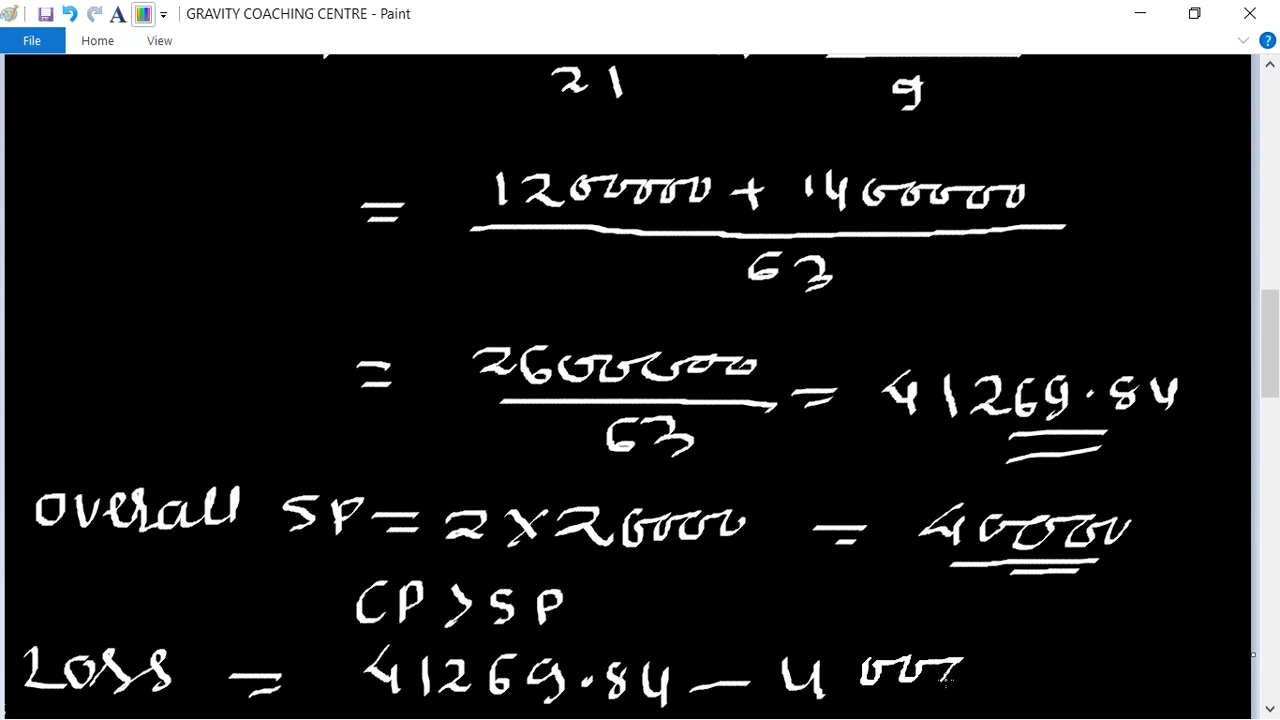 GRAVITY COACHING CENTRE - Paint
File Home View
21 9
= 1200000 + 1400000
63
= 2600000 = 41269.84
63
overall SP = 2 X 20000 = 40000
CP > SP
Loss = 41269.84 - 4000